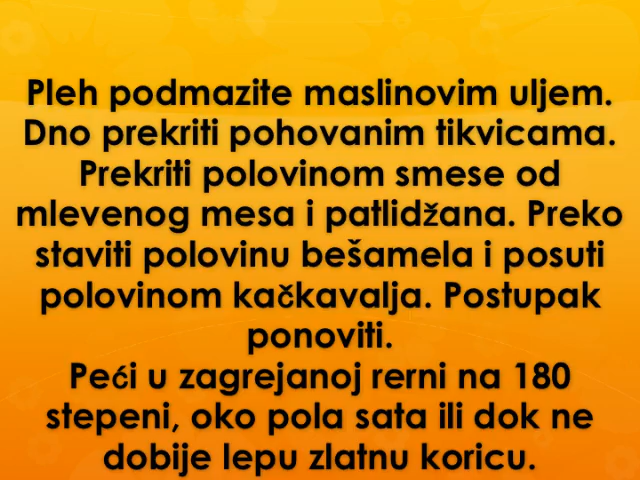 Pleh podmazite maslinovim uljem.
Dno prekriti pohovanim tikvicama.
Prekriti polovinom smese od
mlevenog mesa i patlidžana. Preko
staviti polovinu bešamela i posuti
polovinom kačkavalja. Postupak
ponoviti.
Peći u zagrejanoj rerni na 180
stepeni, oko pola sata ili dok ne
dobije lepu zlatnu koricu.